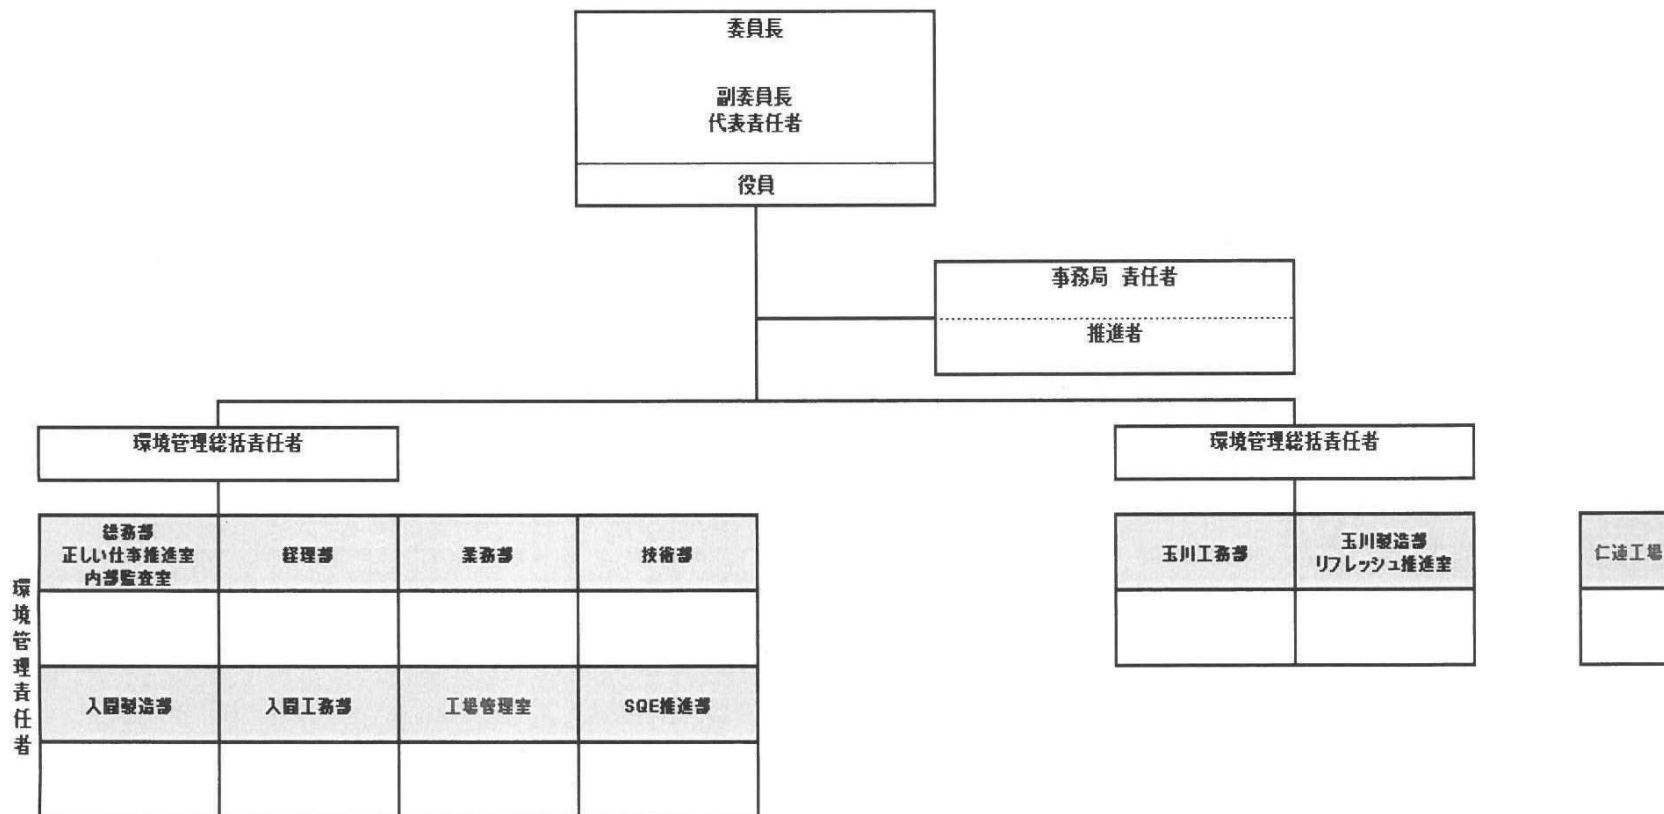 委員長
副委員長
代表責任者
役員
事務局 責任者
推進者
環境管理総括責任者
環境管理総括責任者
環境管理責任者
総務部
正しい仕事推進室
内部監査室
経理部
業務部
技術部
入間製造部
入間工務部
工場管理室
SQE推進部
玉川工務部
玉川製造部
リフレッシュ推進室
仁連工場